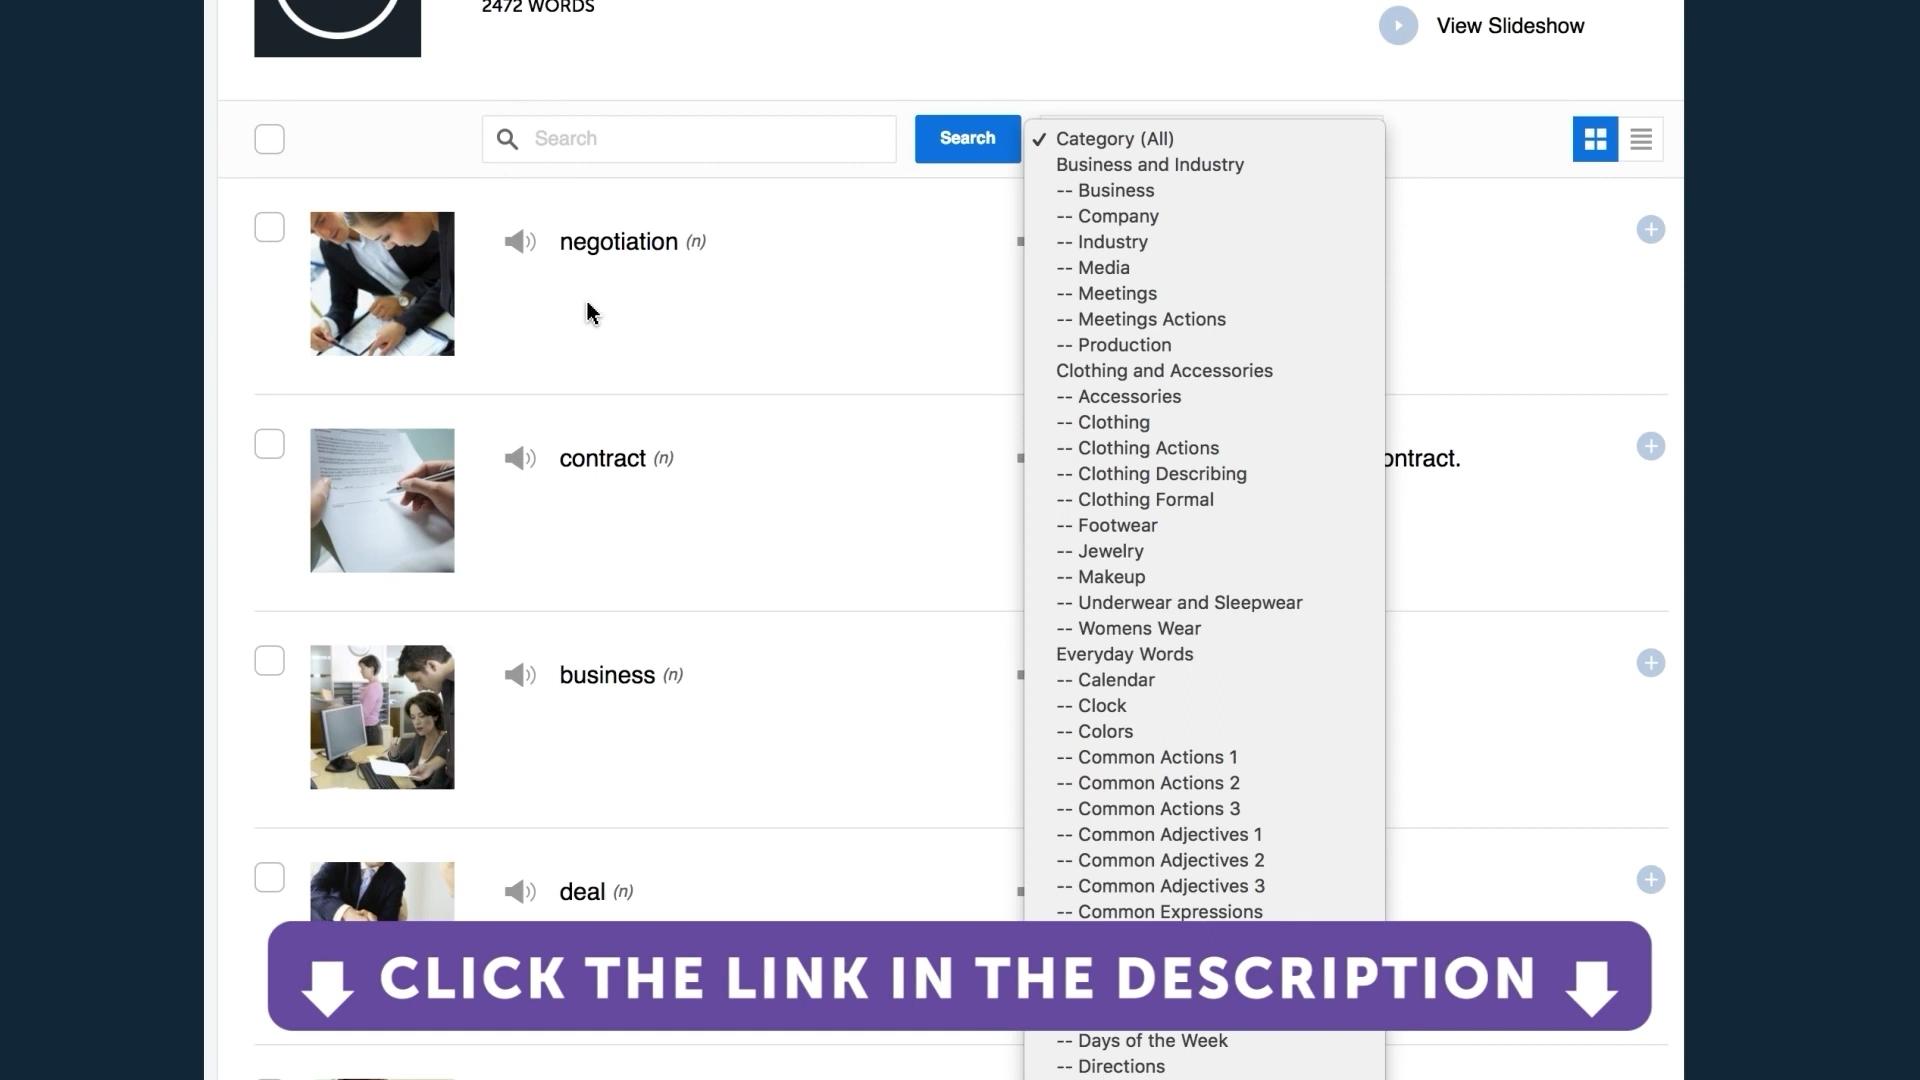 2472 WORDS
View Slideshow
Search
Search
✓ Category (All)
Business and Industry
-- Business
-- Company
-- Industry
-- Media
-- Meetings
-- Meetings Actions
-- Production
Clothing and Accessories
-- Accessories
-- Clothing
-- Clothing Actions
-- Clothing Describing
-- Clothing Formal
-- Footwear
-- Jewelry
-- Makeup
-- Underwear and Sleepwear
-- Womens Wear
Everyday Words
-- Calendar
-- Clock
-- Colors
-- Common Actions 1
-- Common Actions 2
-- Common Actions 3
-- Common Adjectives 1
-- Common Adjectives 2
-- Common Adjectives 3
-- Common Expressions
-- Days of the Week
-- Directions
negotiation (n)
contract (n)
ontract.
business (n)
deal (n)
CLICK THE LINK IN THE DESCRIPTION